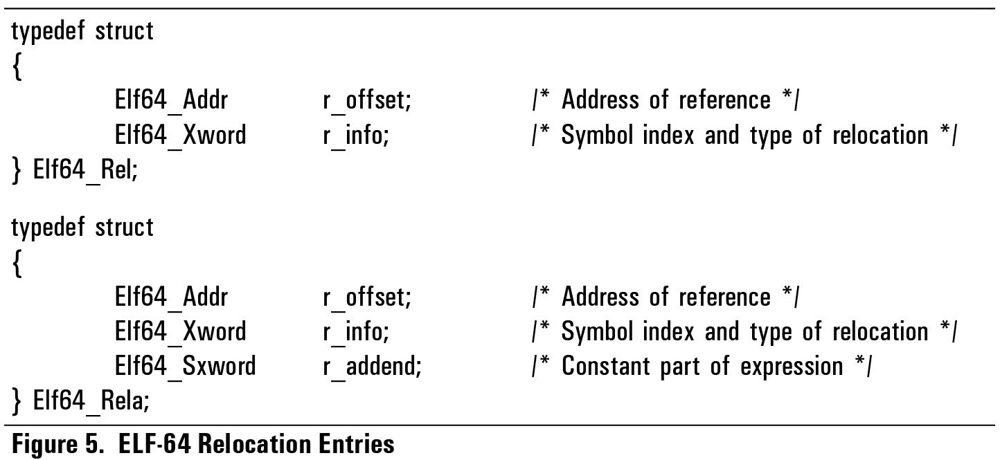 typedef struct
{
Elf64_Addr r_offset; /* Address of reference */
Elf64_Xword r_info; /* Symbol index and type of relocation */
} Elf64_Rel;
typedef struct
{
Elf64_Addr r_offset; /* Address of reference */
Elf64_Xword r_info; /* Symbol index and type of relocation */
Elf64_Sxword r_addend; /* Constant part of expression */
} Elf64_Rela;
Figure 5. ELF-64 Relocation Entries